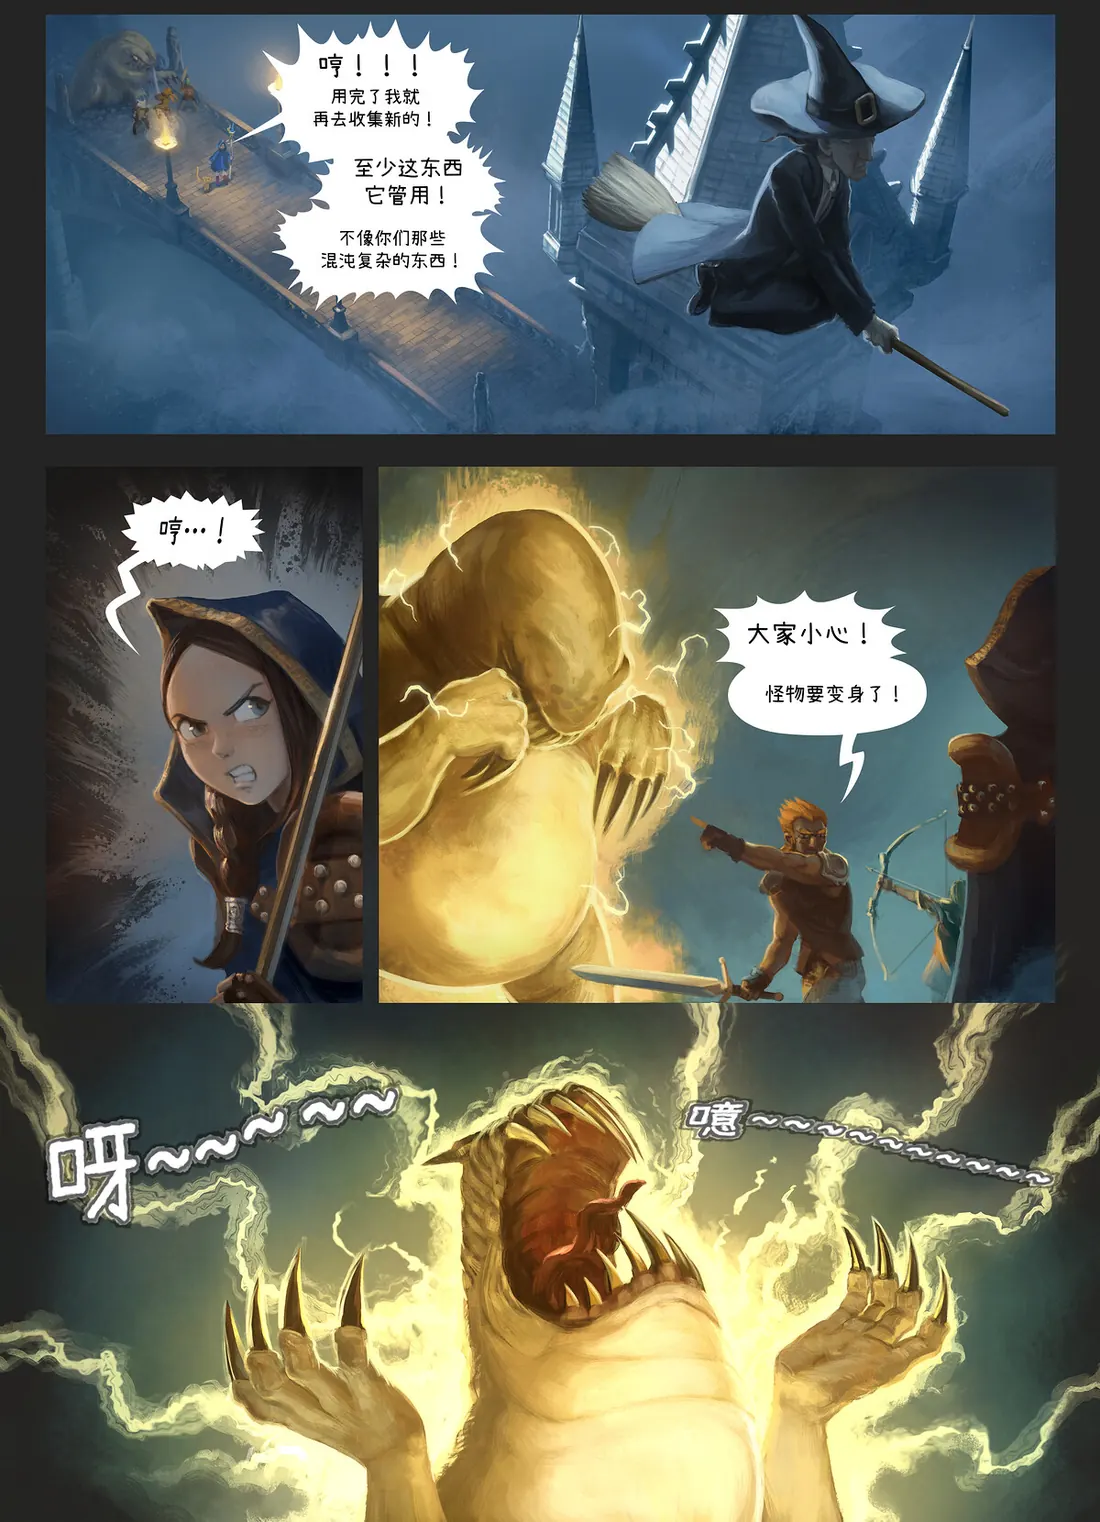 哼！！！
用完了我就
再去收集新的！
至少这东西
它管用！
不像你们那些
混沌复杂的东西！
哼…！
大家小心！
怪物要变身了！
呀~~~~~
噫~~~~~~~~~~~~